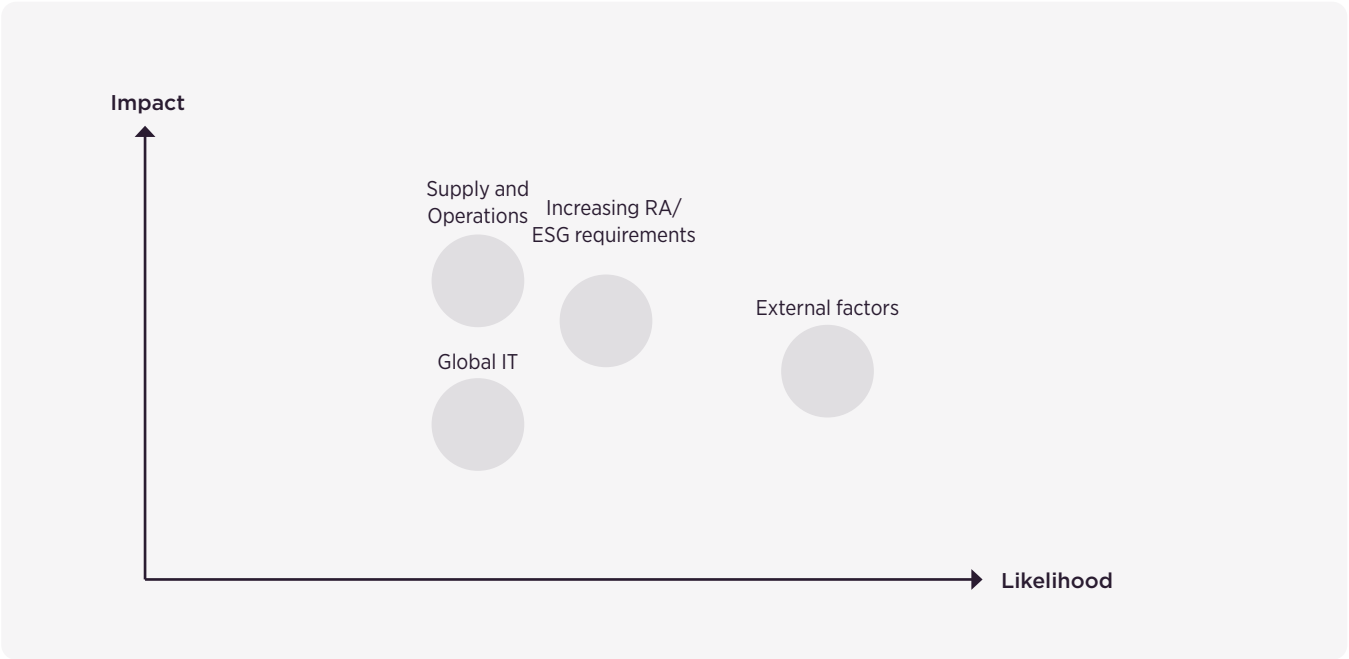 Impact
Supply and
Operations
Increasing RA/
ESG requirements
External factors
Global IT
Likelihood